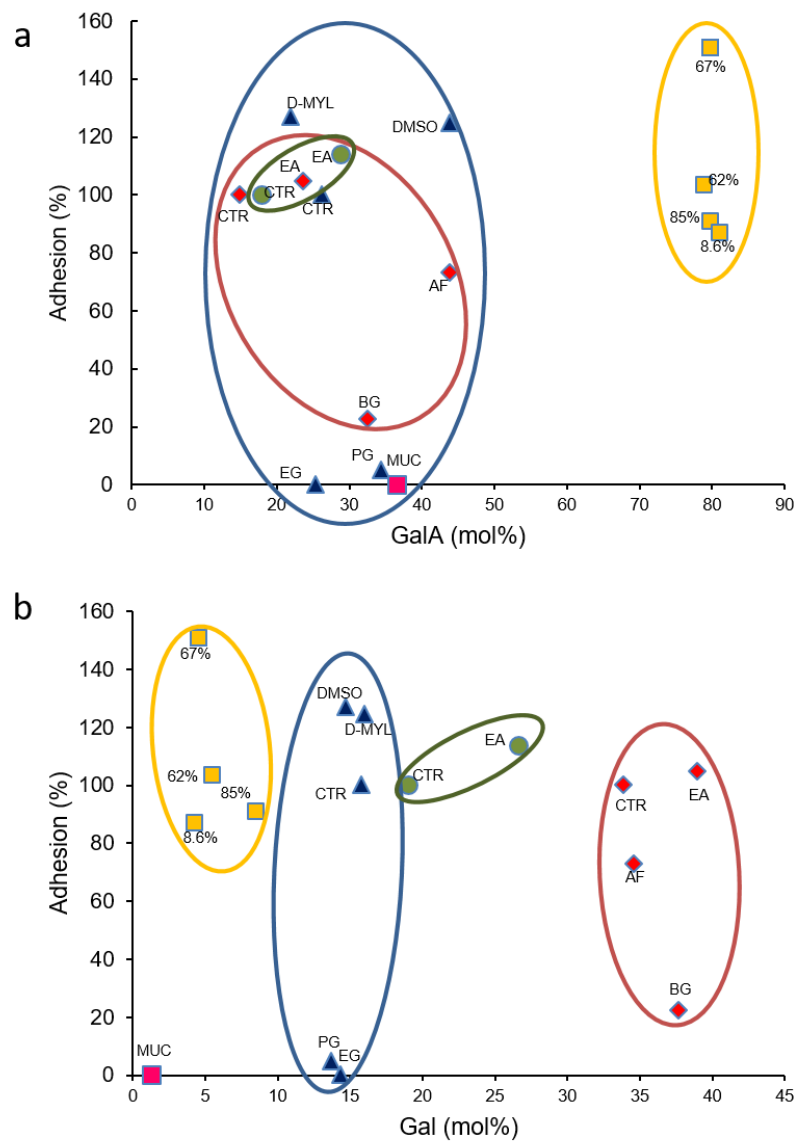 a
160
140
120
100
80
60
40
20
0
Adhesion (%)
67%
D-MYL
DMSO
EA
EA
62%
CTR
CTR
CTR
85%
8.6%
AF
BG
PG
MUC
EG
0 10 20 30 40 50 60 70 80 90
GalA (mol%)
b
160
140
120
100
80
60
40
20
0
Adhesion (%)
67%
DMSO
D-MYL
EA
62%
CTR
85%
CTR
CTR
EA
8.6%
AF
BG
PG
MUC
EG
0 5 10 15 20 25 30 35 40 45
Gal (mol%)